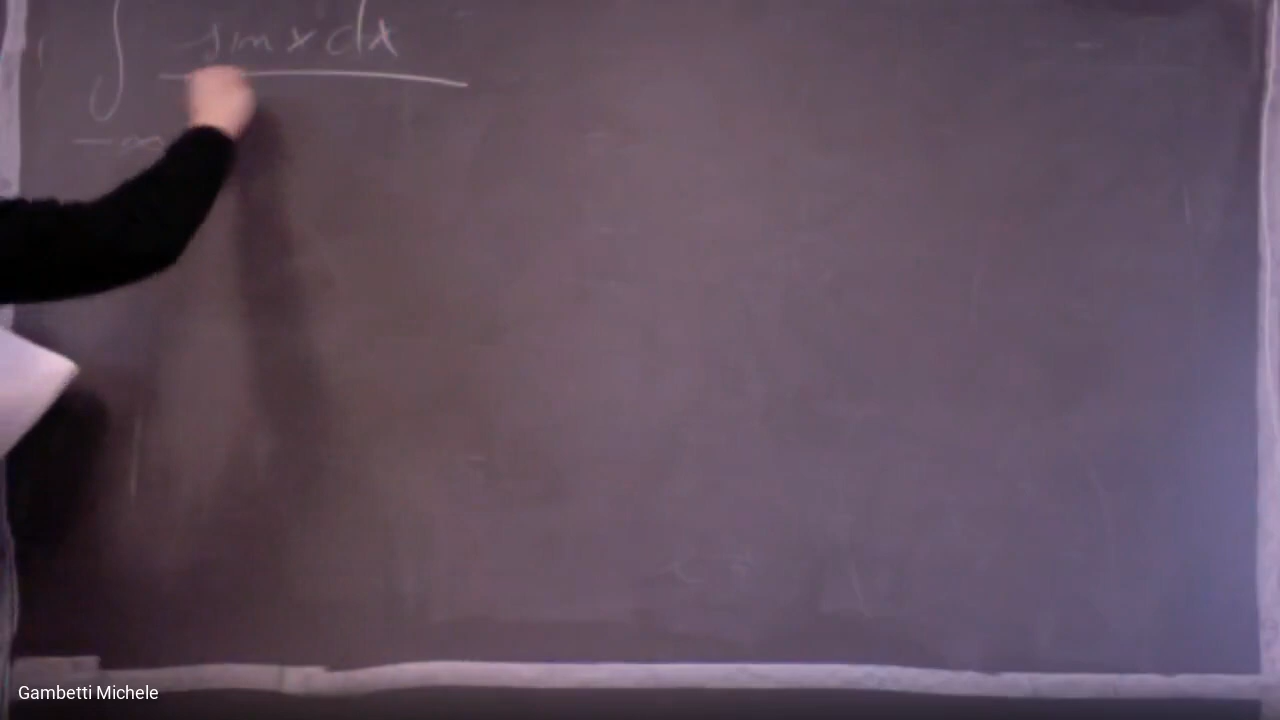 ∫ sin x dx
-∞
Gambetti Michele